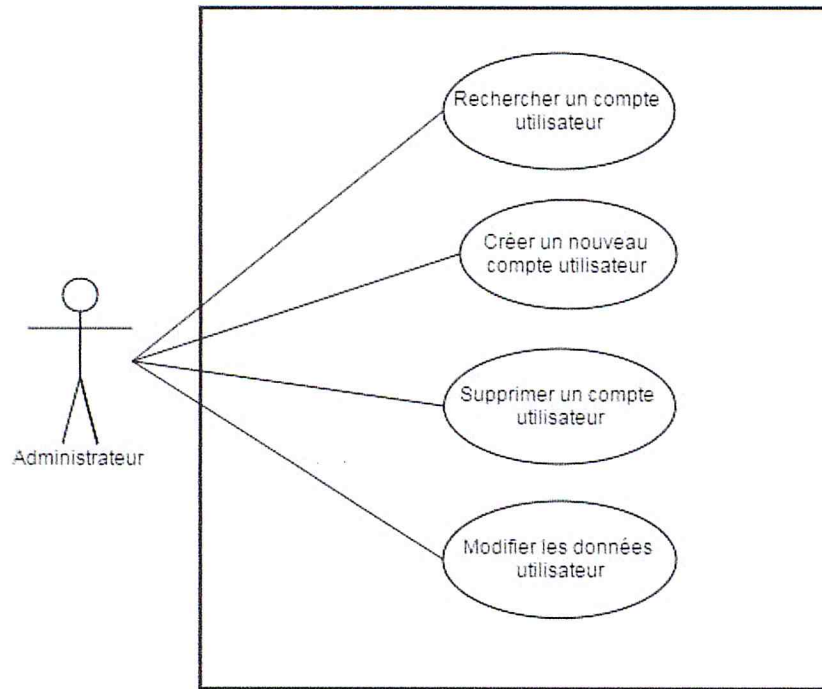 Rechercher un compte
utilisateur
Créer un nouveau
compte utilisateur
Supprimer un compte
utilisateur
Modifier les données
utilisateur
Administrateur